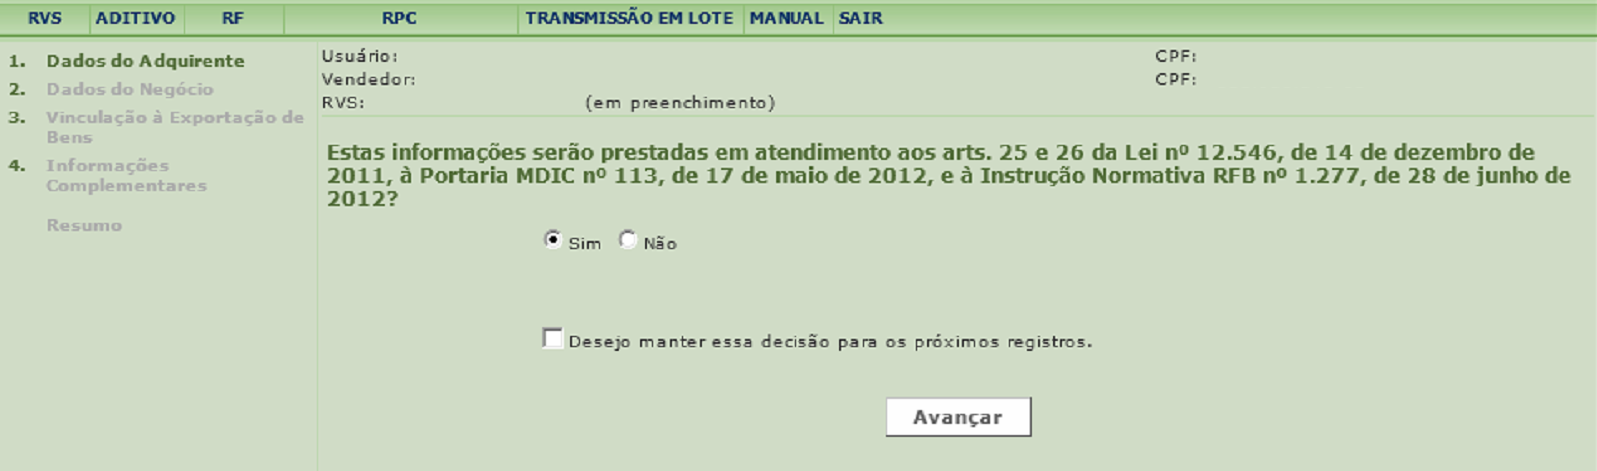 RVS ADITIVO RF RPC TRANSMISSÃO EM LOTE MANUAL SAIR
1. Dados do Adquirente
2. Dados do Negócio
3. Vinculação à Exportação de
Bens
4. Informações
Complementares
Resumo
Usuário: CPF:
Vendedor: CPF:
RVS: (em preenchimento)
Estas informações serão prestadas em atendimento aos arts. 25 e 26 da Lei nº 12.546, de 14 de dezembro de
2011, à Portaria MDIC nº 113, de 17 de maio de 2012, e à Instrução Normativa RFB nº 1.277, de 28 de junho de
2012?
Sim Não
Desejo manter essa decisão para os próximos registros.
Avançar